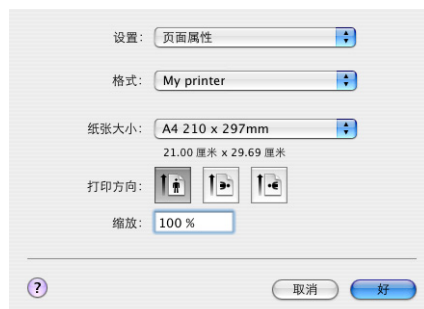 设置: 页面属性
格式: My printer
纸张大小: A4 210 x 297mm
21.00 厘米 x 29.69 厘米
打印方向:
缩放: 100 %
? 取消 好